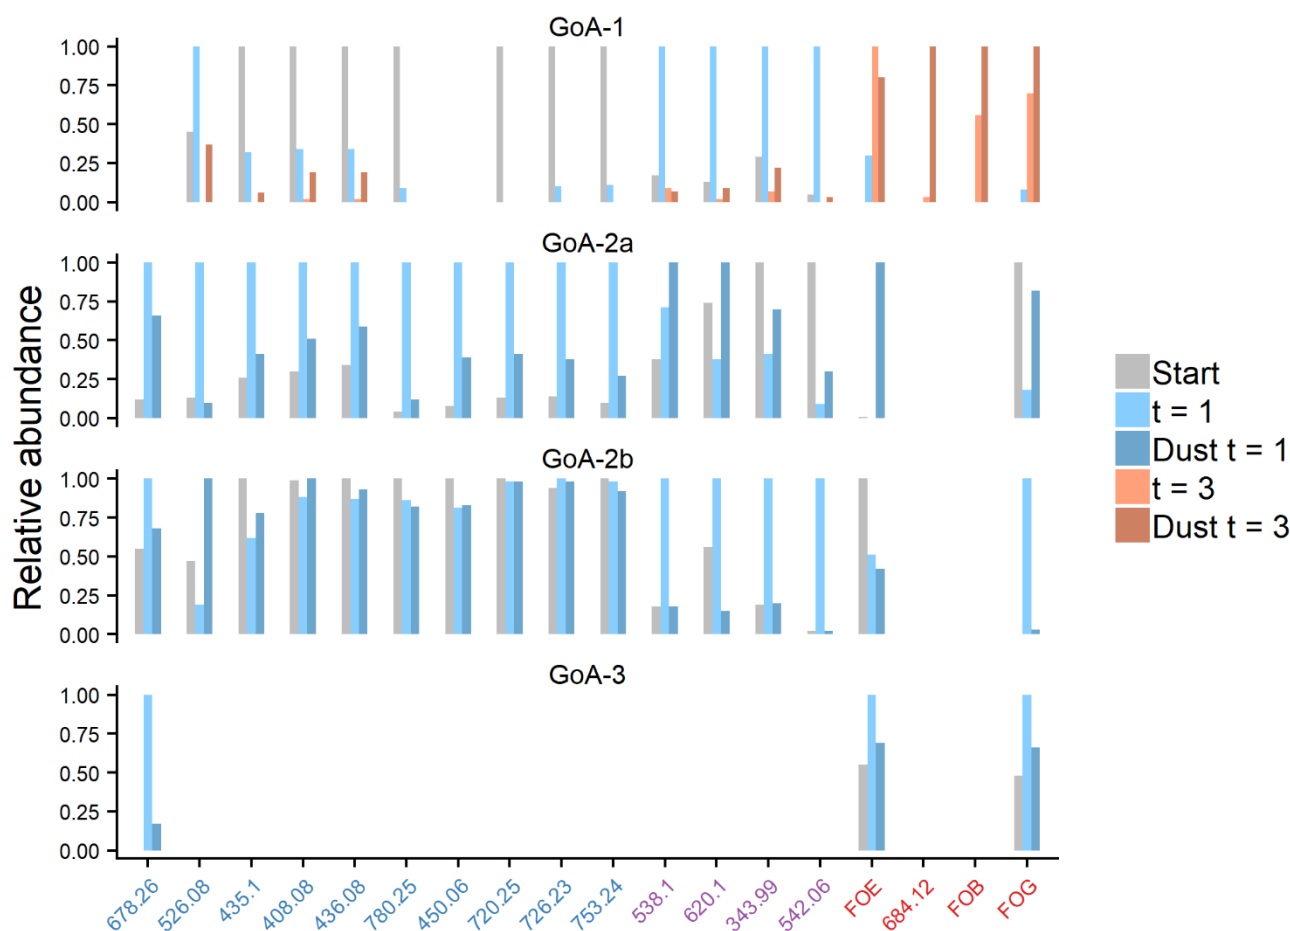 GoA-1
1.00
0.75
0.50
0.25
0.00
GoA-2a
1.00
0.75
0.50
0.25
0.00
GoA-2b
1.00
0.75
0.50
0.25
0.00
GoA-3
1.00
0.75
0.50
0.25
0.00
Relative abundance
678.26 526.08 435.1 408.08 436.08 780.25 450.06 720.25 726.23 753.24 538.1 620.1 343.99 542.06 FOE 684.12 FOB FOG
Start
t = 1
Dust t = 1
t = 3
Dust t = 3